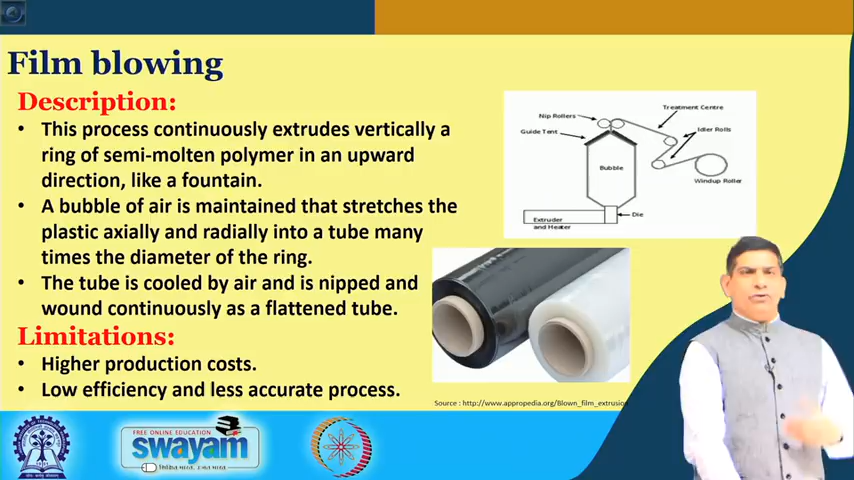 Film blowing
Description:
• This process continuously extrudes vertically a
ring of semi-molten polymer in an upward
direction, like a fountain.
• A bubble of air is maintained that stretches the
plastic axially and radially into a tube many
times the diameter of the ring.
• The tube is cooled by air and is nipped and
wound continuously as a flattened tube.
Limitations:
• Higher production costs.
• Low efficiency and less accurate process.
Treatment Centre
Nip Rollers
Guide Tent
Idler Rolls
Bubble
Windup Roller
Die
Extruder
and Heater
Source : http://www.appropedia.org/Blown_film_extrusion
FREE ONLINE EDUCATION
swayam